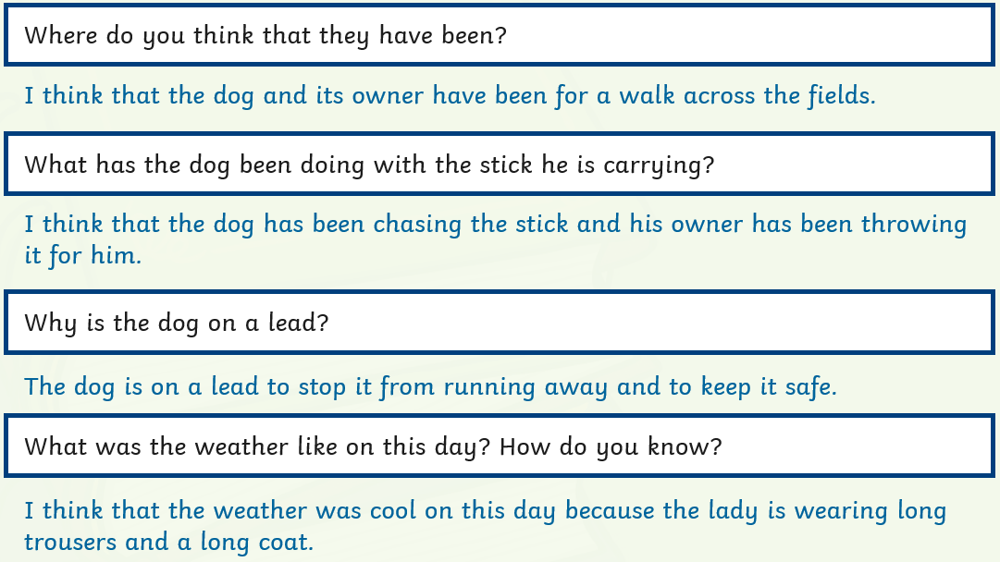 Where do you think that they have been?
I think that the dog and its owner have been for a walk across the fields.
What has the dog been doing with the stick he is carrying?
I think that the dog has been chasing the stick and his owner has been throwing
it for him.
Why is the dog on a lead?
The dog is on a lead to stop it from running away and to keep it safe.
What was the weather like on this day? How do you know?
I think that the weather was cool on this day because the lady is wearing long
trousers and a long coat.